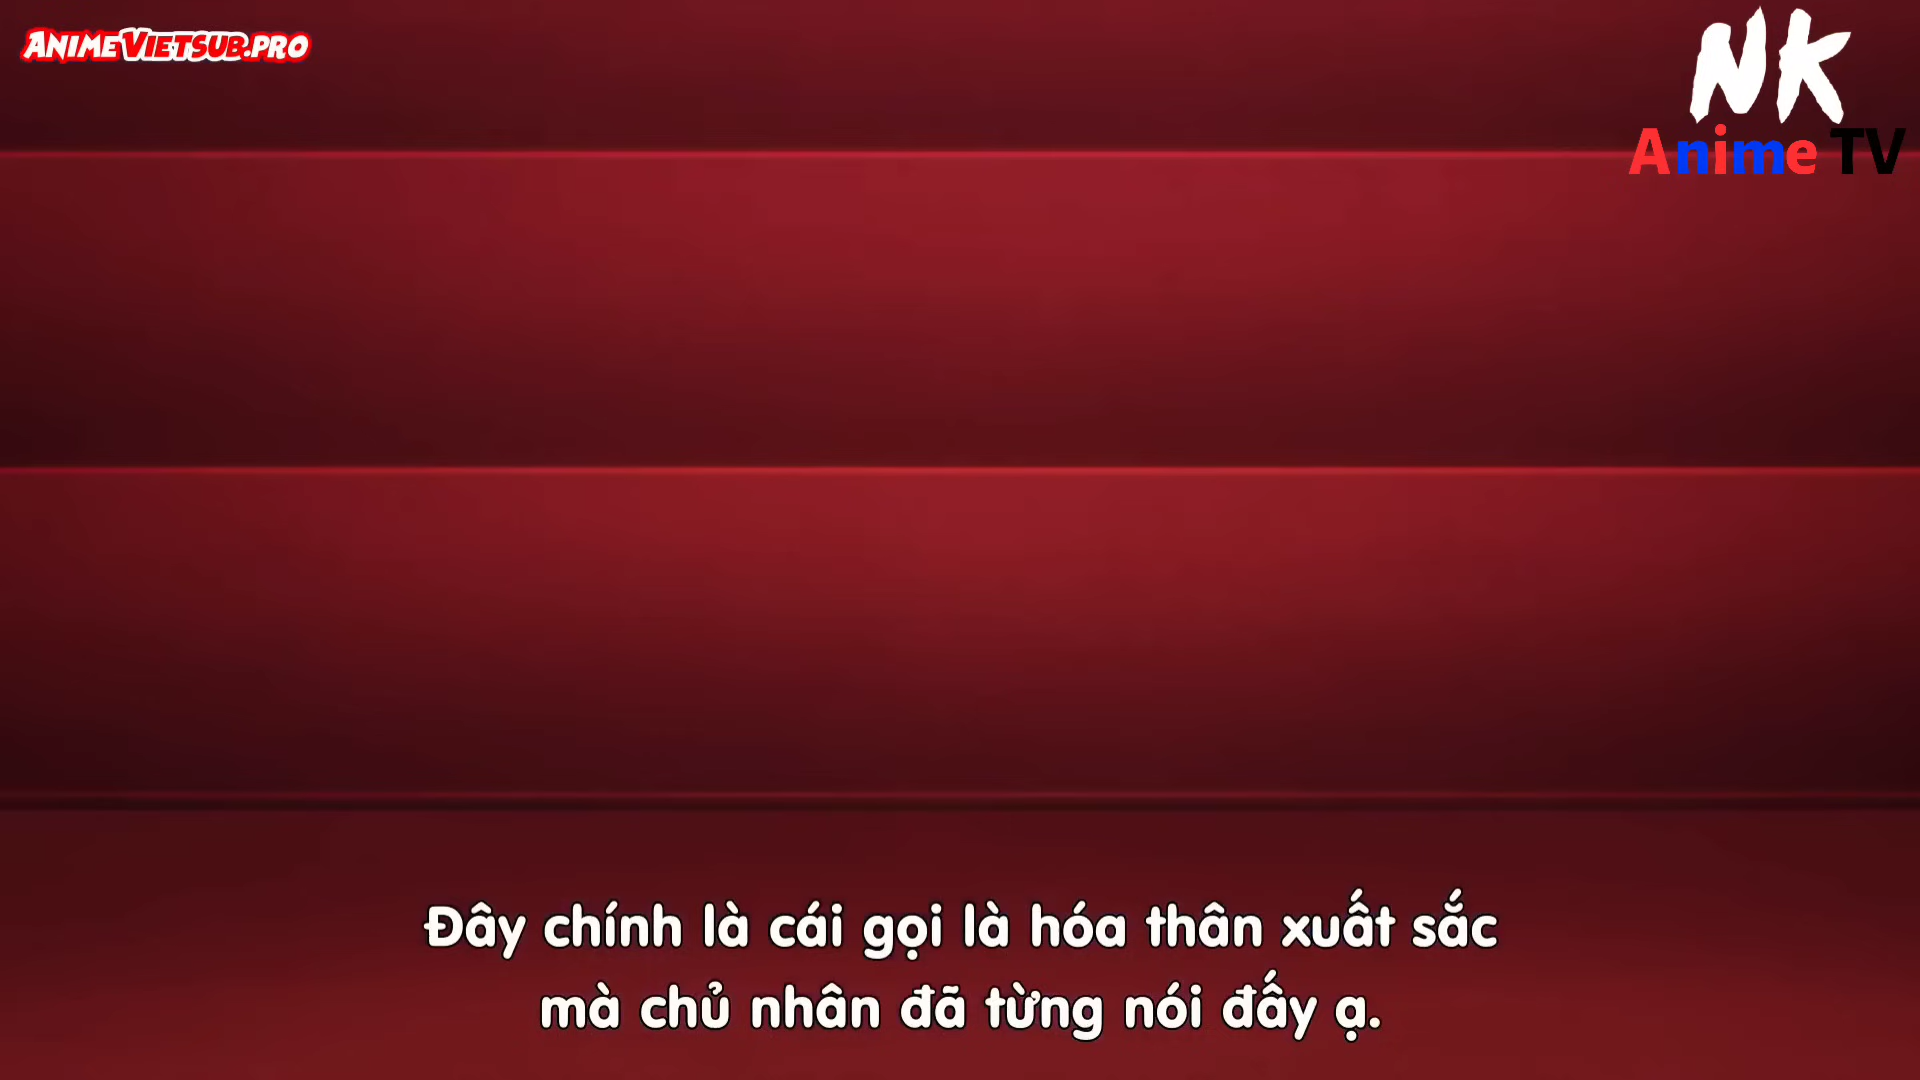 ANIMEVIETSUB.PRO
NK
Anime TV
Đây chính là cái gọi là hóa thân xuất sắc
mà chủ nhân đã từng nói đấy ạ.